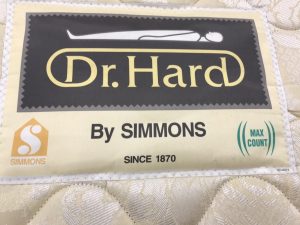 Dr. Hard
By SIMMONS
SIMMONS
SINCE 1870
MAX
COUNT